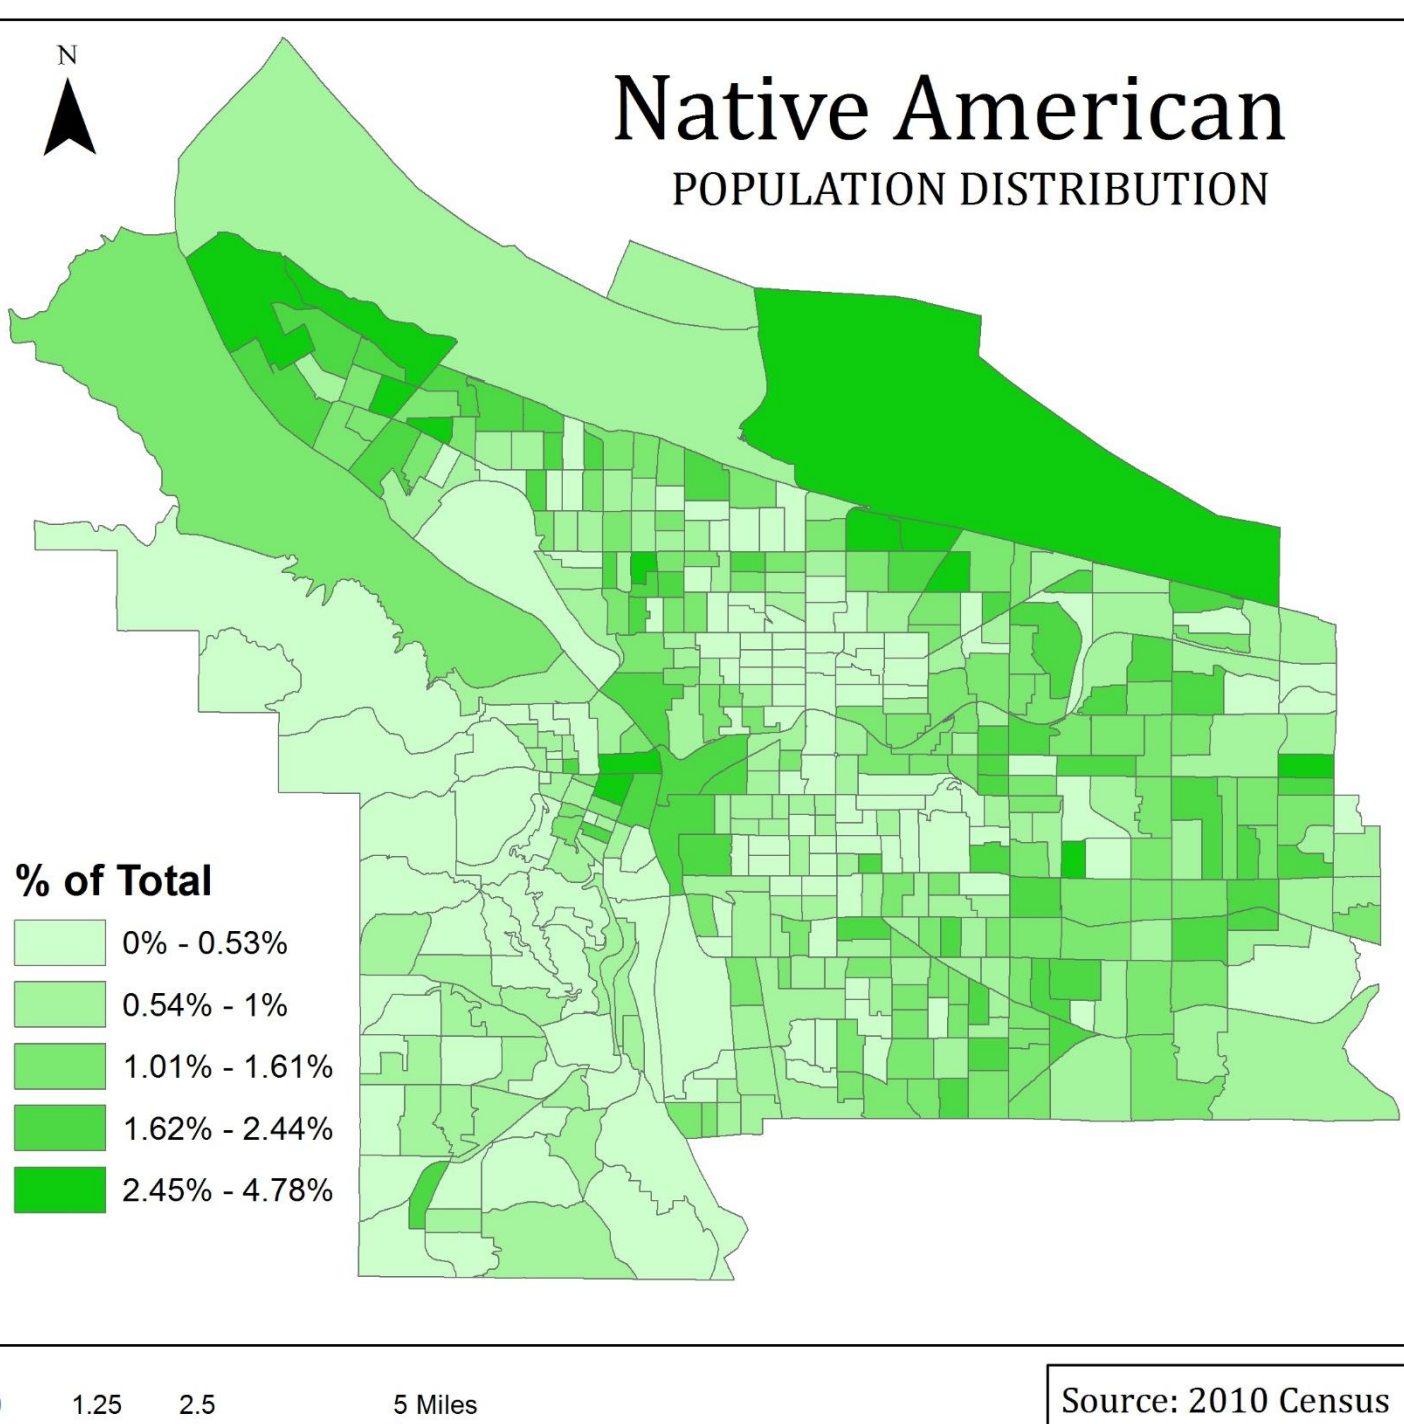 N
Native American
POPULATION DISTRIBUTION
% of Total
0% - 0.53%
0.54% - 1%
1.01% - 1.61%
1.62% - 2.44%
2.45% - 4.78%
1.25 2.5 5 Miles
Source: 2010 Census